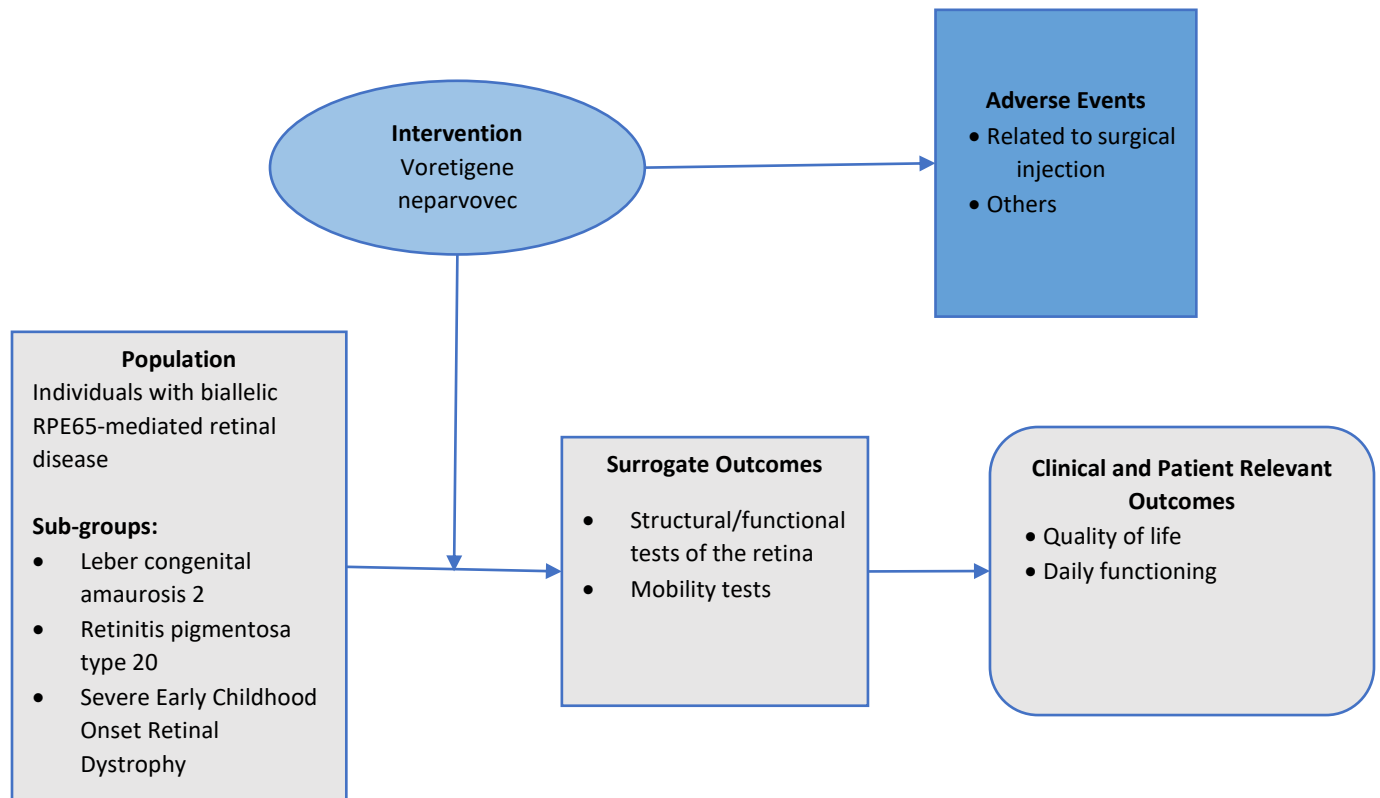 Intervention
Voretigene
neparvovec
Adverse Events
• Related to surgical
injection
• Others
Population
Individuals with biallelic
RPE65-mediated retinal
disease
Sub-groups:
• Leber congenital
amaurosis 2
• Retinitis pigmentosa
type 20
• Severe Early Childhood
Onset Retinal
Dystrophy
Surrogate Outcomes
• Structural/functional
tests of the retina
• Mobility tests
Clinical and Patient Relevant
Outcomes
• Quality of life
• Daily functioning